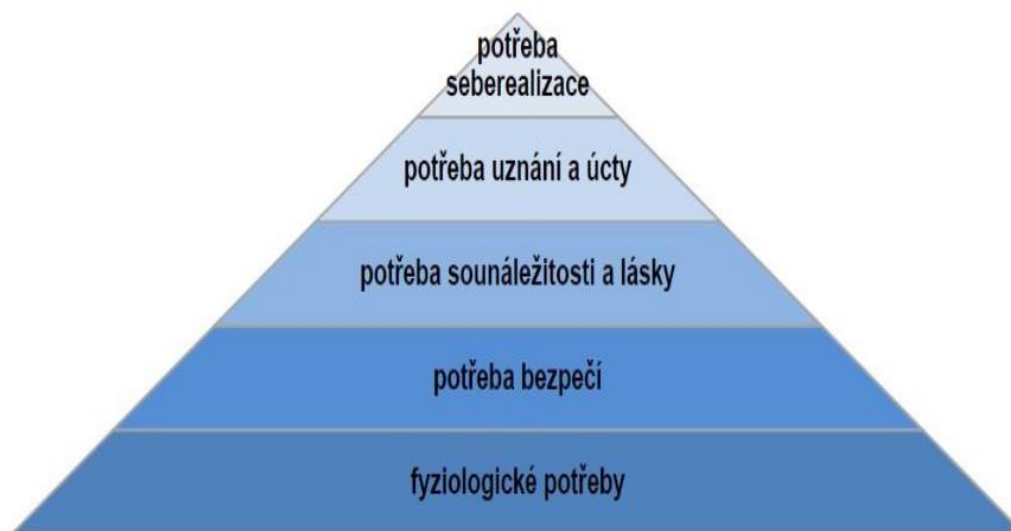 potřeba
seberealizace
potřeba uznání a úcty
potřeba sounáležitosti a lásky
potřeba bezpečí
fyziologické potřeby